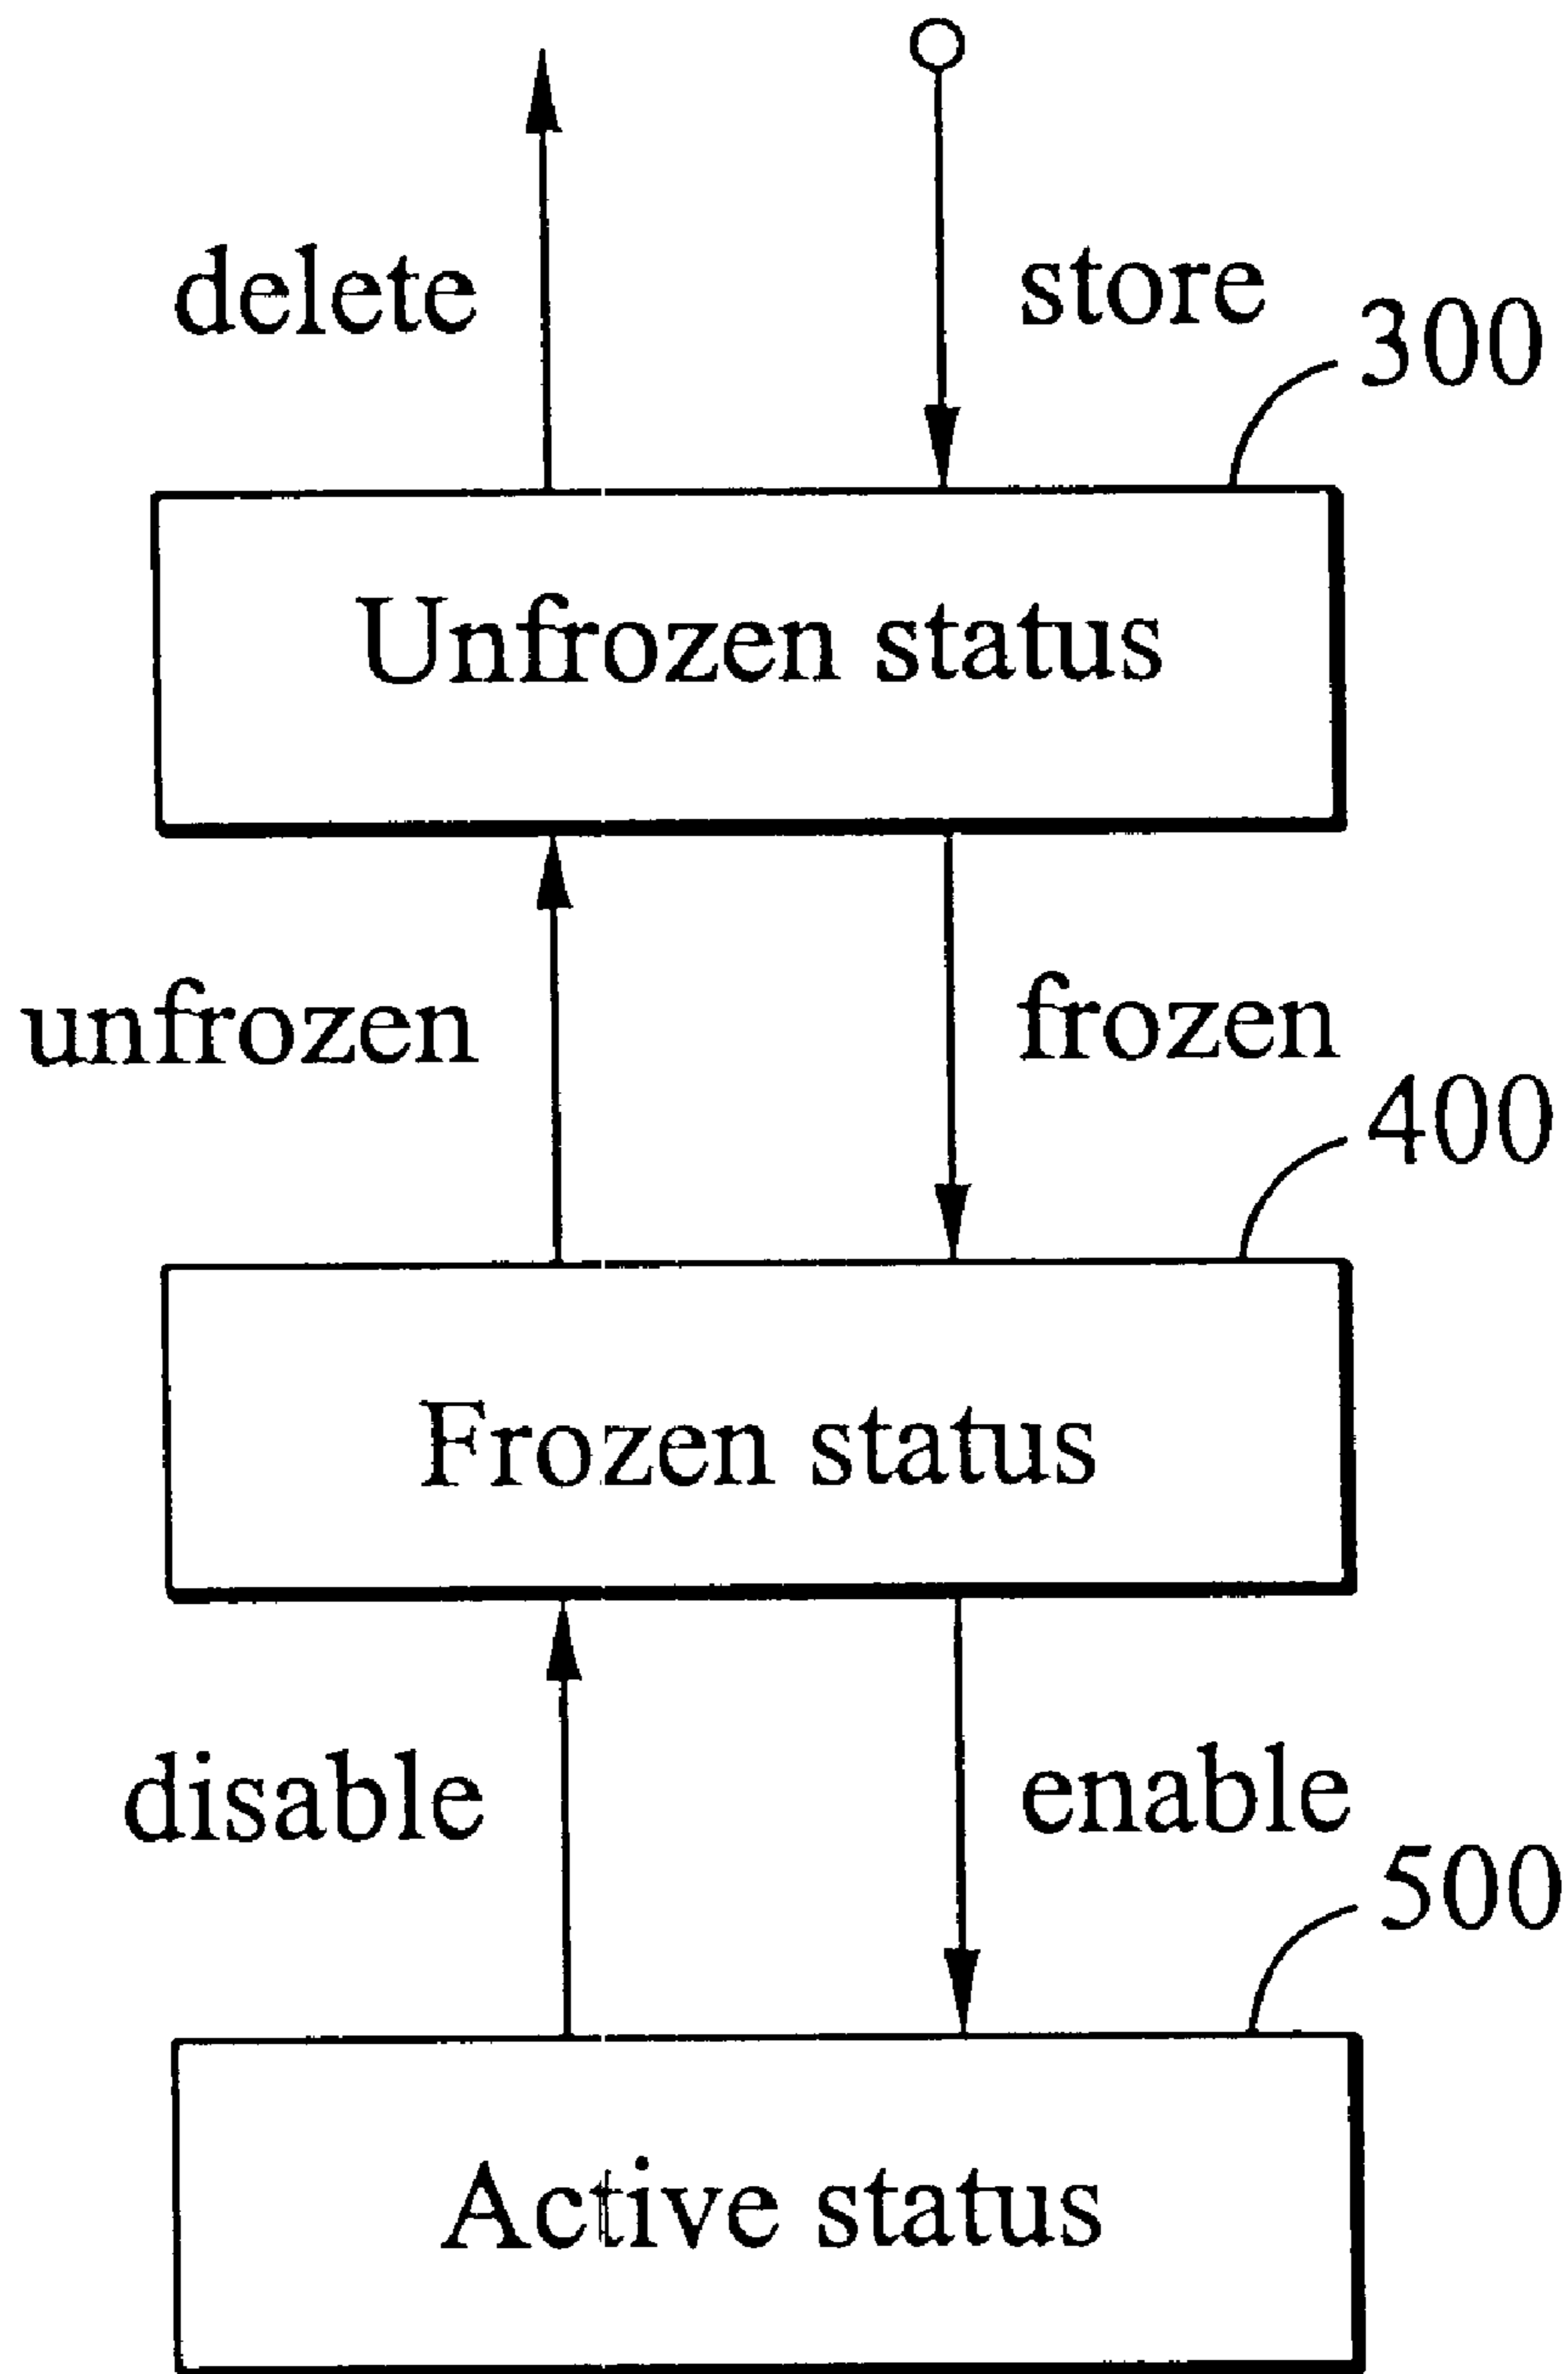 delete
store
300
Unfrozen status
unfrozen
frozen
400
Frozen status
disable
enable
500
Active status